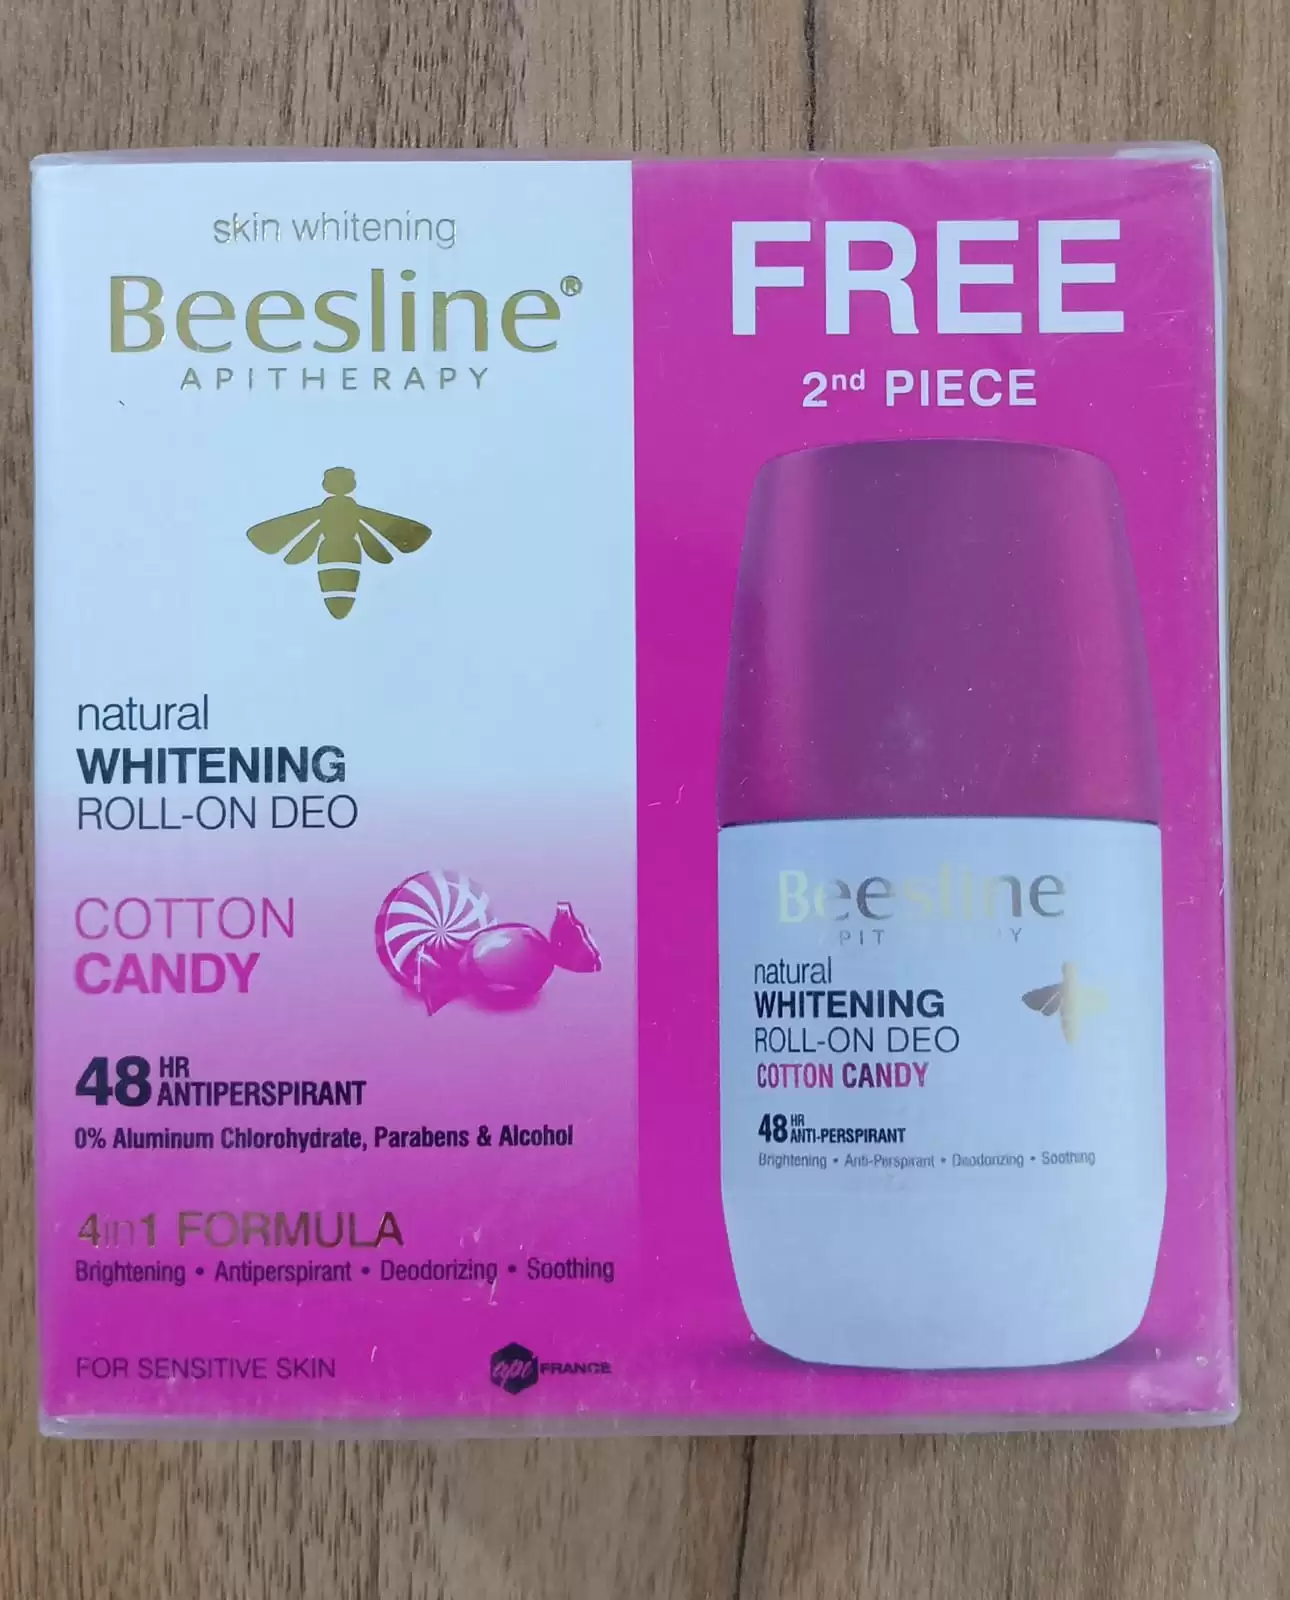 skin whitening
Beesline®
APITHERAPY
natural
WHITENING
ROLL-ON DEO
COTTON
CANDY
48 HR
ANTIPERSPIRANT
0% Aluminum Chlorohydrate, Parabens & Alcohol
4in1 FORMULA
Brightening • Antiperspirant • Deodorizing • Soothing
FOR SENSITIVE SKIN
api FRANCE
FREE
2nd PIECE
Beesline
natural
WHITENING
ROLL-ON DEO
COTTON CANDY
48 HR
ANTI-PERSPIRANT
Brightening • Anti-Perspirant • Deodorizing • Soothing